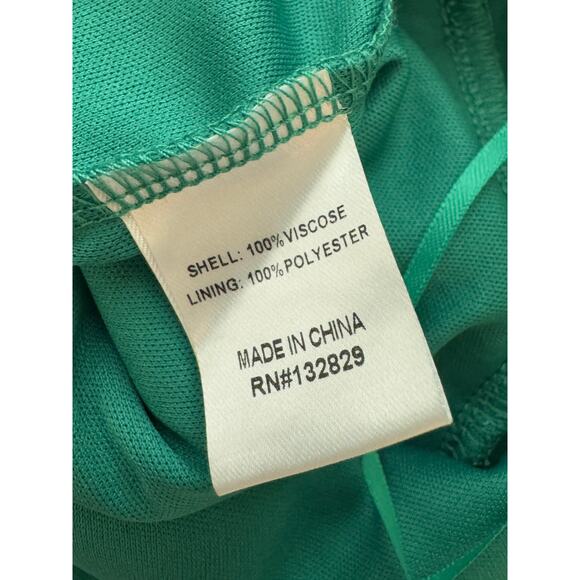 SHELL: 100%VISCOSE
LINING: 100%POLYESTER
MADE IN CHINA
RN#132829